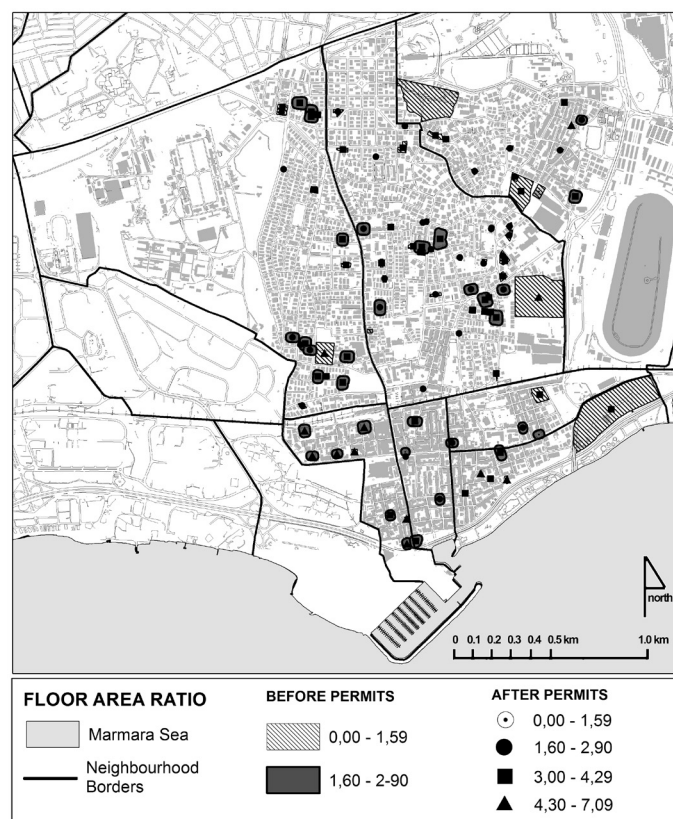 north
0 0.1 0.2 0.3 0.4 0.5 km 1.0 km
FLOOR AREA RATIO
Marmara Sea
Neighbourhood
Borders
BEFORE PERMITS
0,00 - 1,59
1,60 - 2-90
AFTER PERMITS
0,00 - 1,59
1,60 - 2,90
3,00 - 4,29
4,30 - 7,09